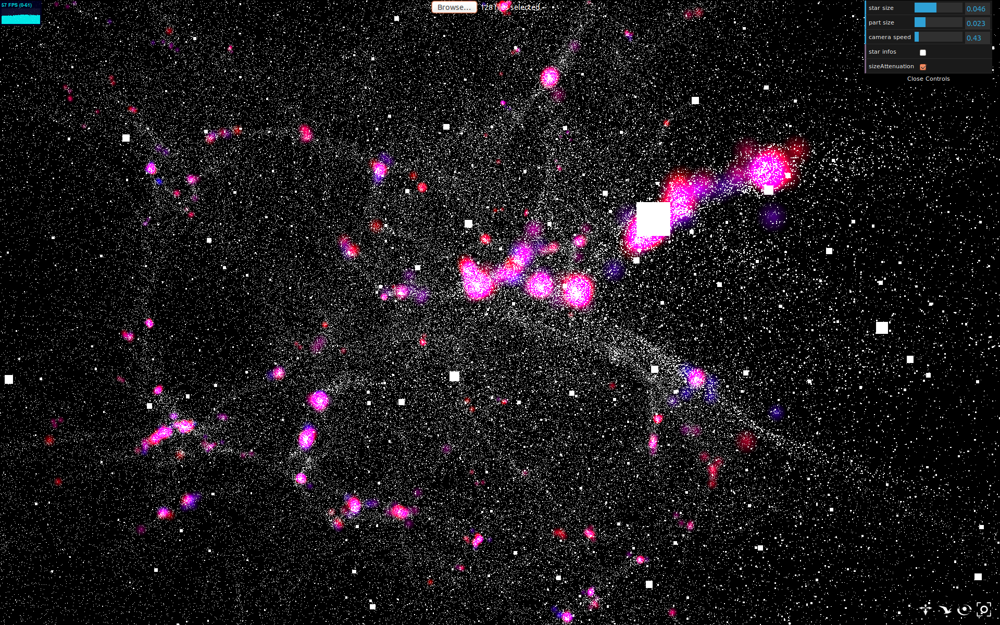 57 FPS (0-61)
Browse... 128 files selected.
star size 0.046
part size 0.023
camera speed 0.43
star infos
sizeAttenuation
Close Controls